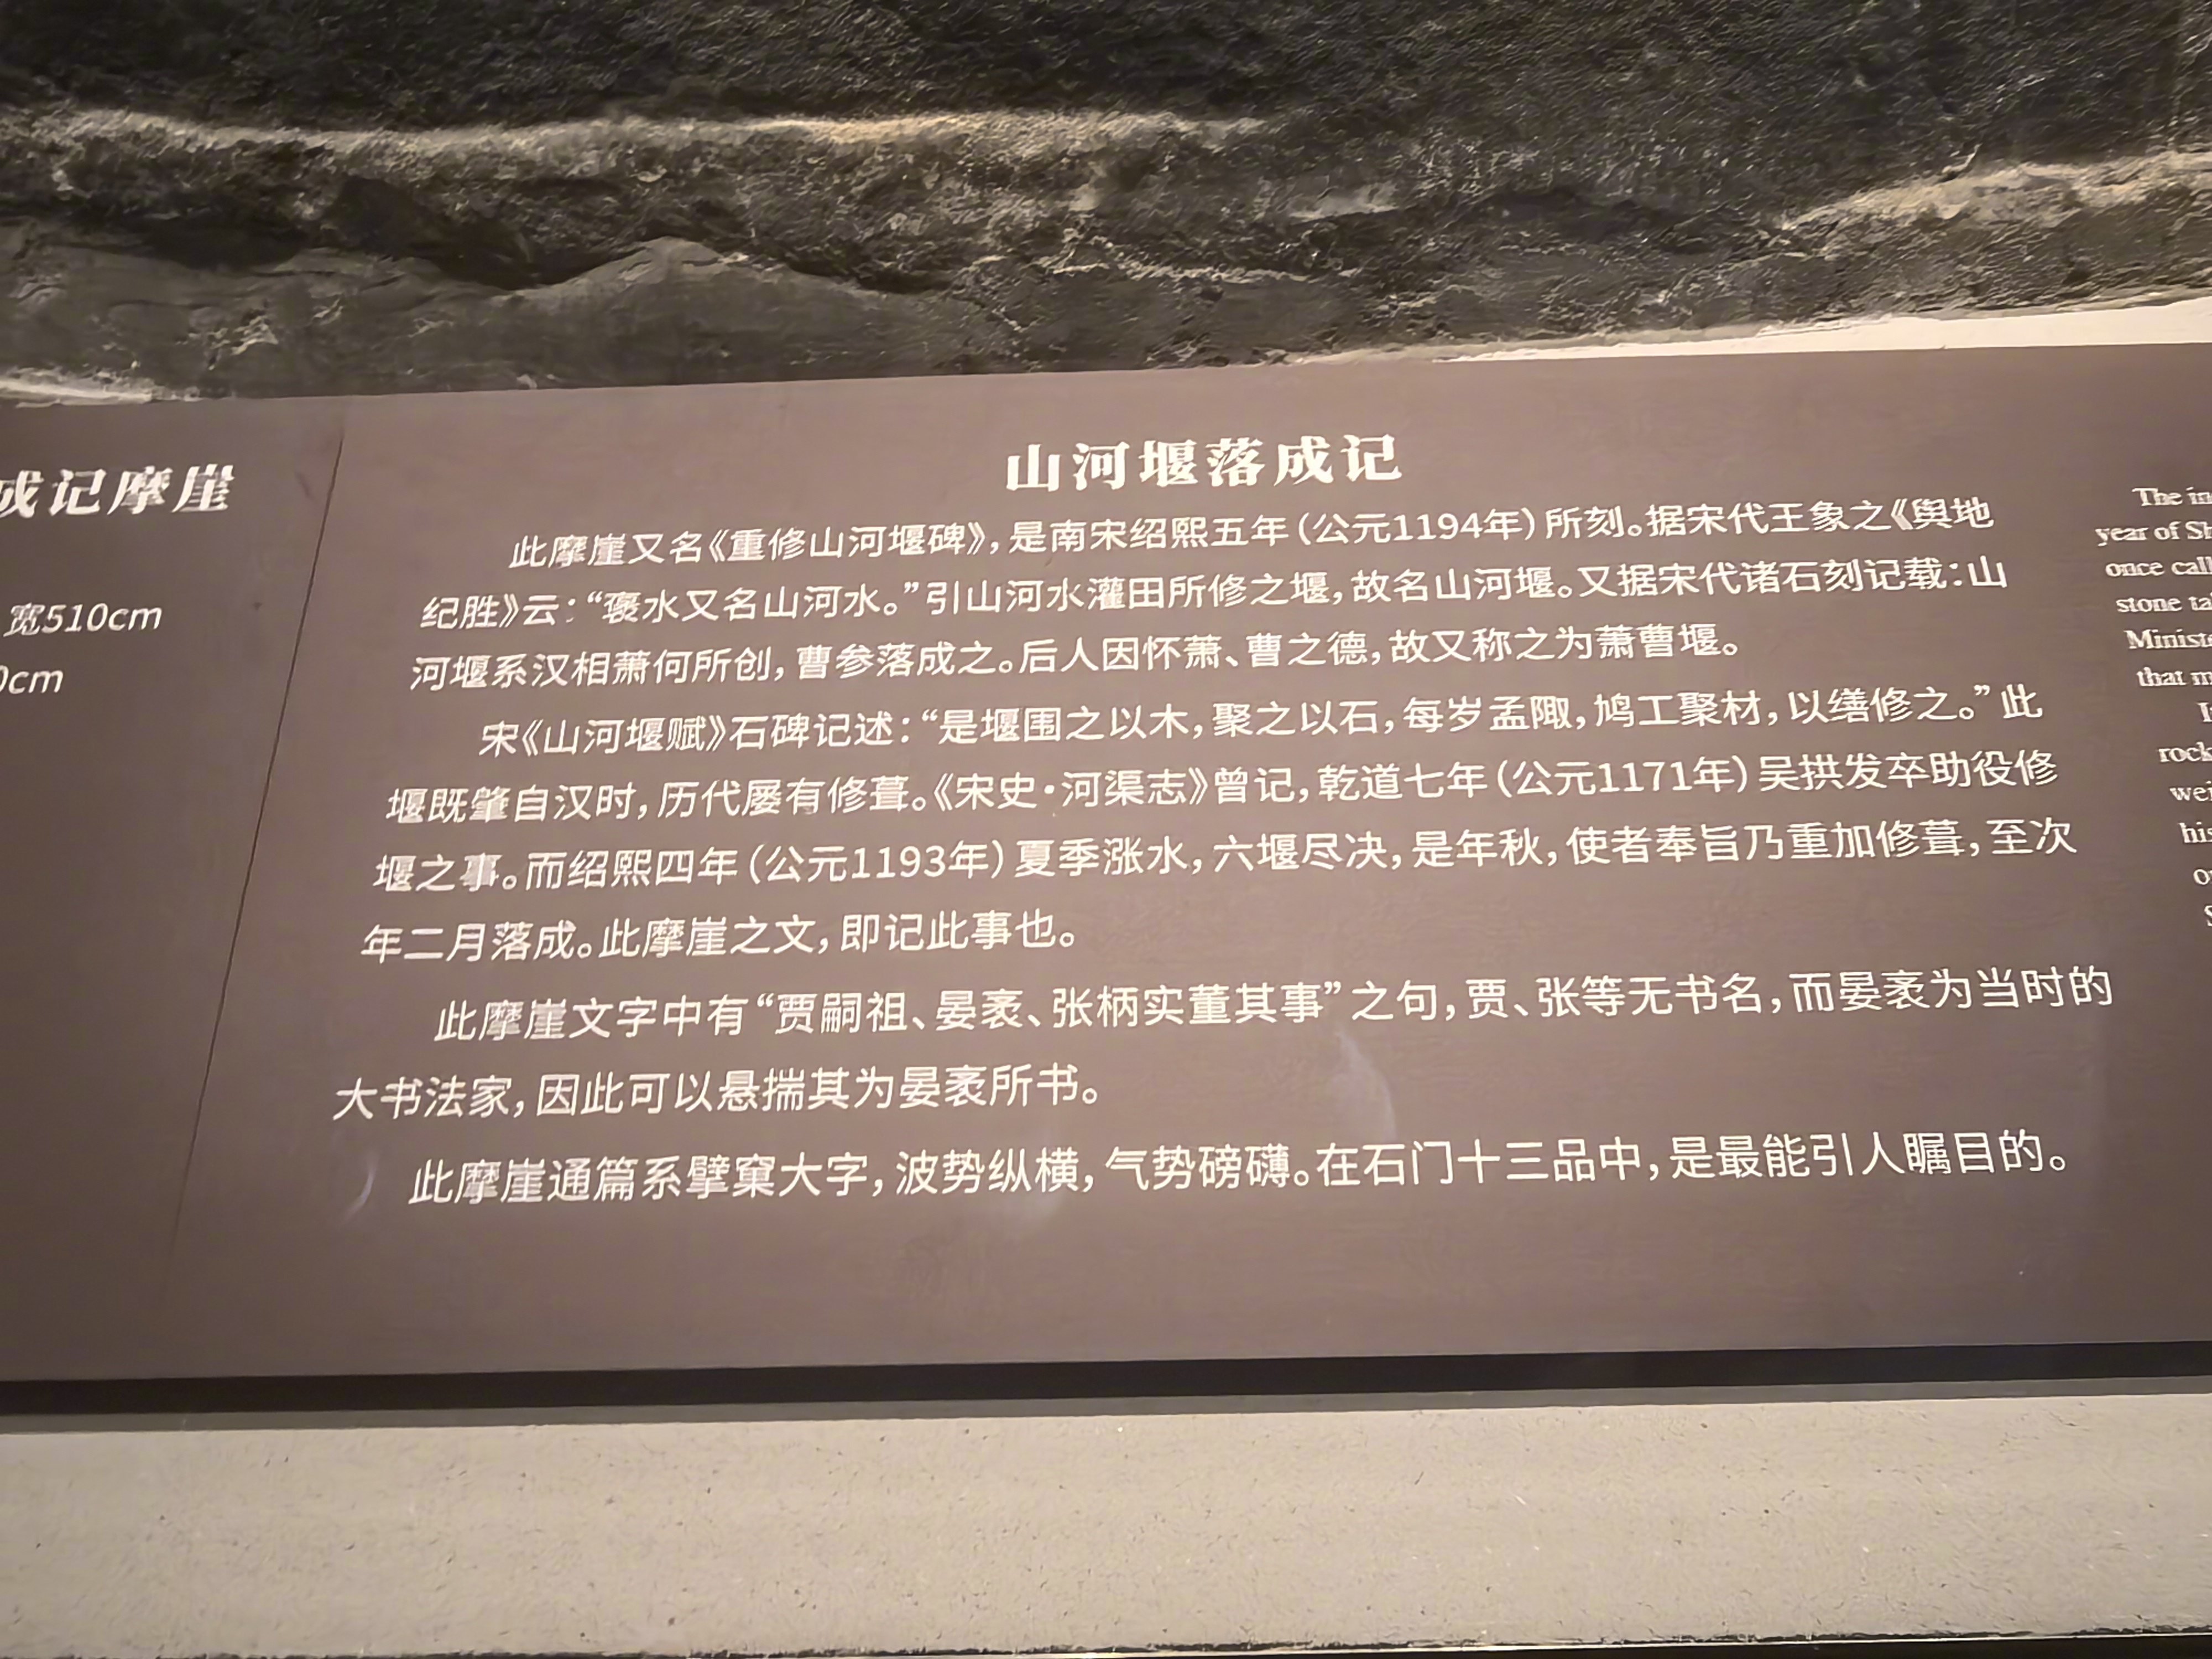 成记摩崖
宽510cm
0cm
山河堰落成记
此摩崖又名《重修山河堰碑》，是南宋绍熙五年（公元1194年）所刻。据宋代王象之《舆地
纪胜》云：“褒水又名山河水。”引山河水灌田所修之堰，故名山河堰。又据宋代诸石刻记载：山
河堰系汉相萧何所创，曹参落成之。后人因怀萧、曹之德，故又称之为萧曹堰。
宋《山河堰赋》石碑记述：“是堰围之以木，聚之以石，每岁孟陬，鸠工聚材，以缮修之。”此
堰既肇自汉时，历代屡有修葺。《宋史·河渠志》曾记，乾道七年（公元1171年）吴拱发卒助役修
堰之事。而绍熙四年（公元1193年）夏季涨水，六堰尽决，是年秋，使者奉旨乃重加修葺，至次
年二月落成。此摩崖之文，即记此事也。
此摩崖文字中有“贾嗣祖、晏袤、张柄实董其事”之句，贾、张等无书名，而晏袤为当时的
大书法家，因此可以悬揣其为晏袤所书。
此摩崖通篇系擘窠大字，波势纵横，气势磅礴。在石门十三品中，是最能引人瞩目的。
The in
year of Sh
once call
stone ta
Ministe
that m
rock
wei
his